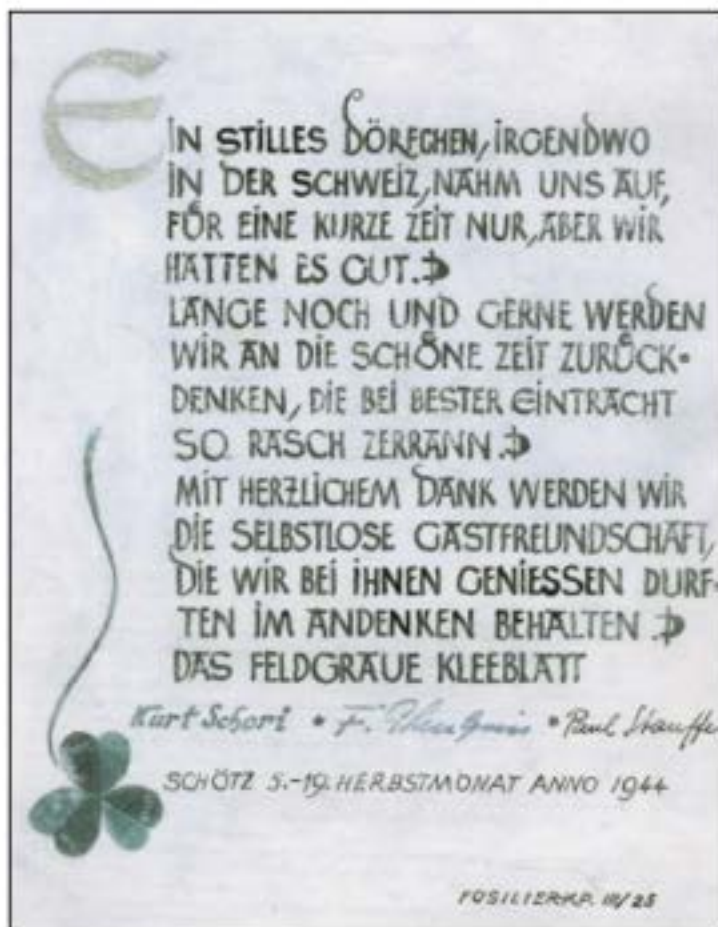 EIN STILLES DÖRFCHEN, IRGENDWO
IN DER SCHWEIZ, NAHM UNS AUF,
FÜR EINE KURZE ZEIT NUR, ABER WIR
HATTEN ES GUT.
LANGE NOCH UND GERNE WERDEN
WIR AN DIE SCHÖNE ZEIT ZURÜCK-
DENKEN, DIE BEI BESTER EINTRACHT
SO RASCH ZERRANN.
MIT HERZLICHEM DANK WERDEN WIR
DIE SELBSTLOSE GASTFREUNDSCHAFT,
DIE WIR BEI IHNEN GENIESSEN DURF-
TEN IM ANDENKEN BEHALTEN.
DAS FELDGRAUE KLEEBLATT
Kurt Schori • F. • Paul Stauffe
SCHÖTZ 5.-19. HERBSTMONAT ANNO 1944
FÜSILIER-KP. III/25